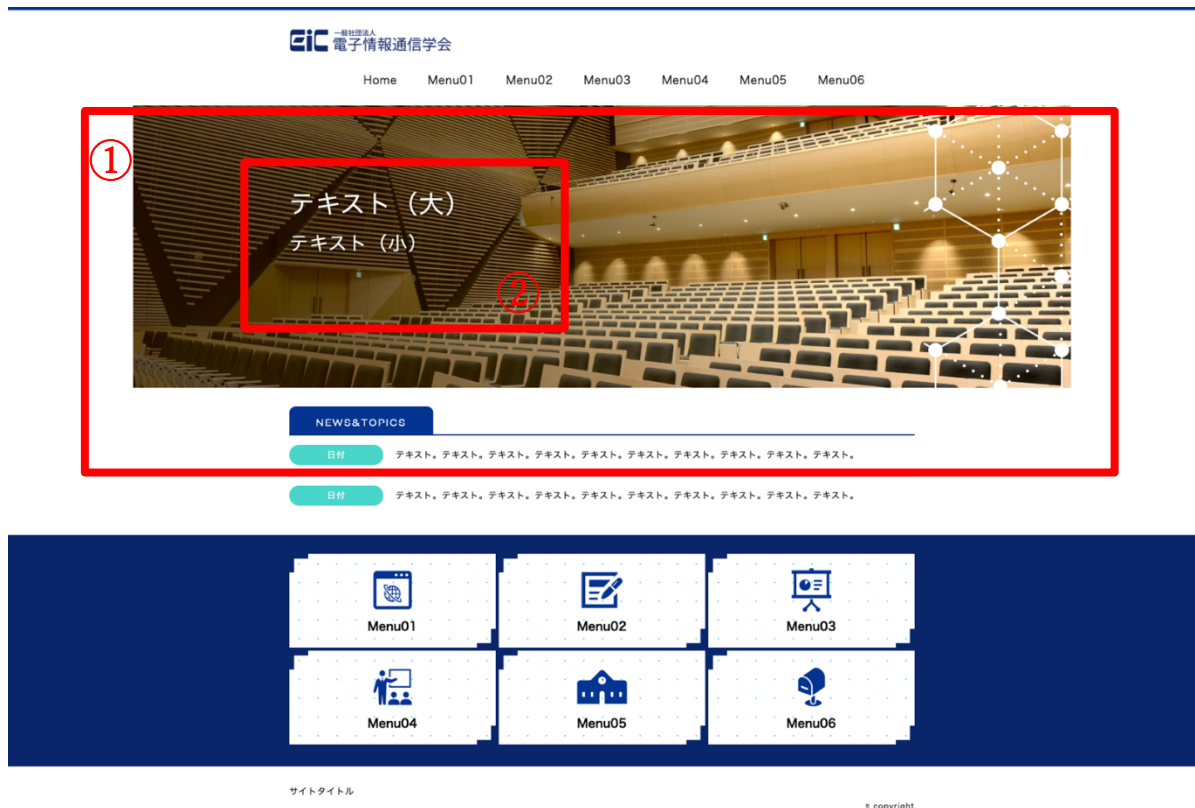 EiC 一般社団法人
電子情報通信学会
Home Menu01 Menu02 Menu03 Menu04 Menu05 Menu06
①
テキスト（大）
テキスト（小）
②
NEWS&TOPICS
日付 テキスト。テキスト。テキスト。テキスト。テキスト。テキスト。テキスト。テキスト。テキスト。テキスト。
日付 テキスト。テキスト。テキスト。テキスト。テキスト。テキスト。テキスト。テキスト。テキスト。テキスト。
Menu01 Menu02 Menu03
Menu04 Menu05 Menu06
サイトタイトル
© copyright